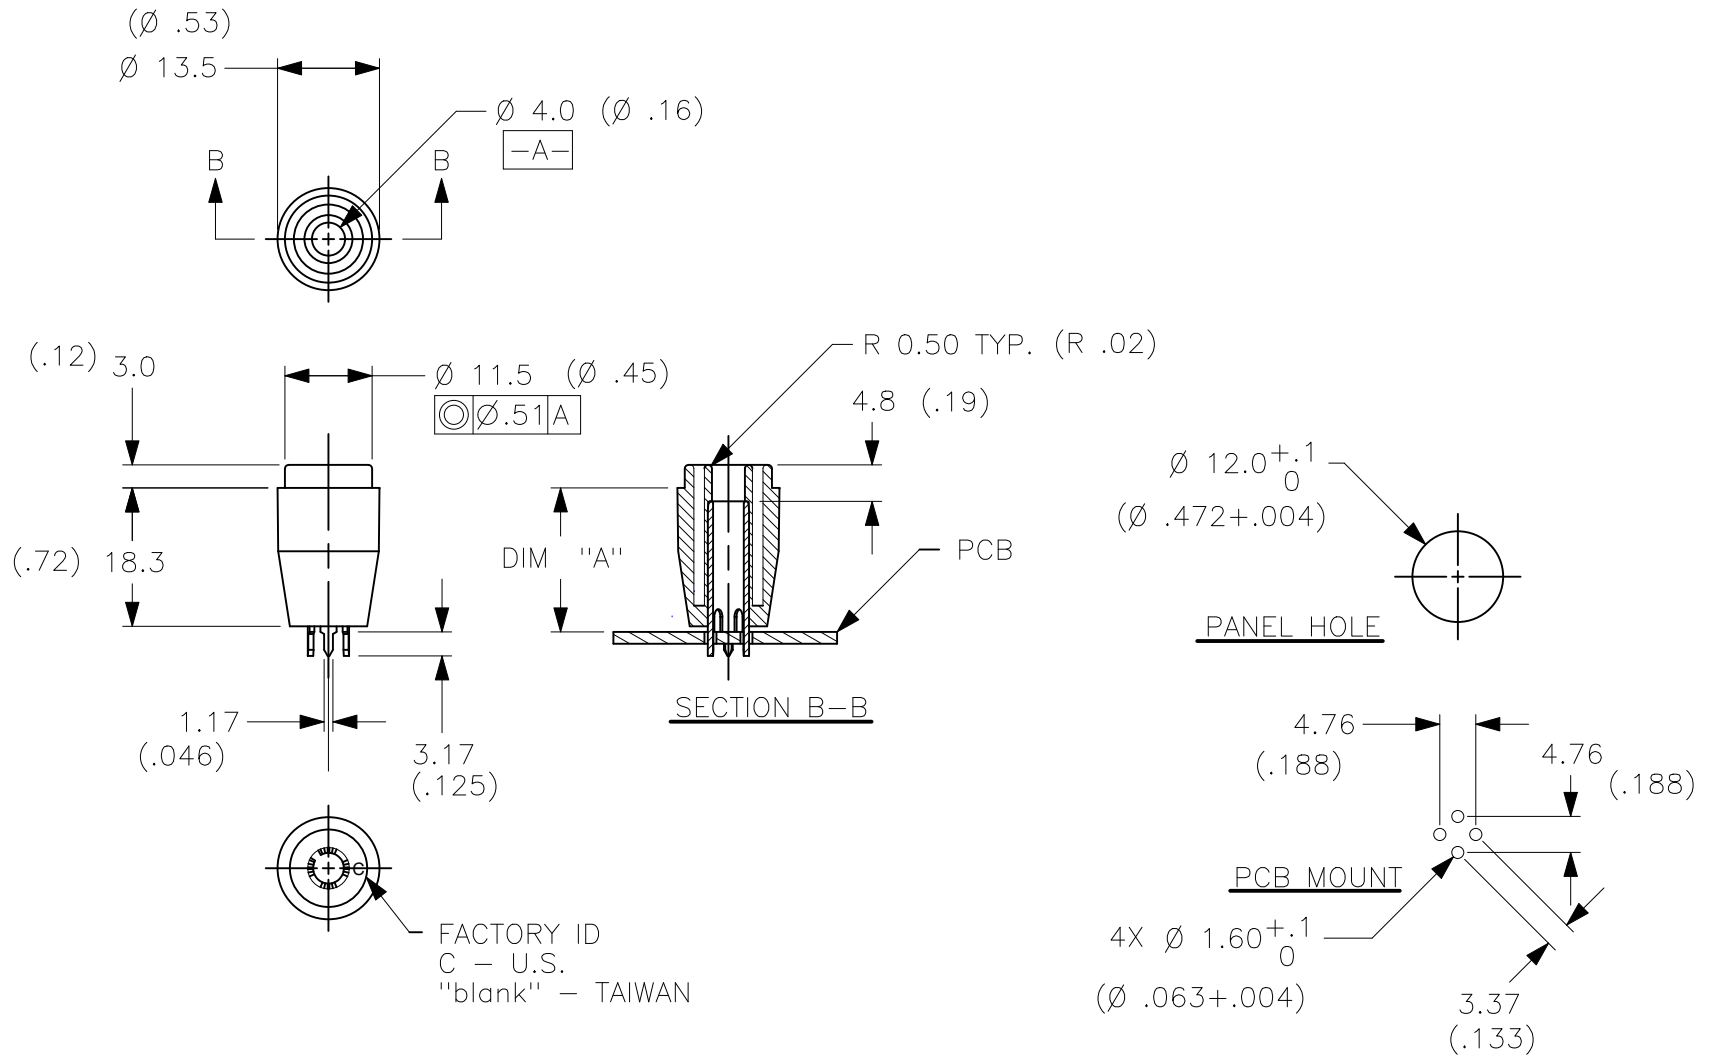 (Ø .53)
Ø 13.5
Ø 4.0 (Ø .16)
-A-
B B
(.12) 3.0
Ø 11.5 (Ø .45)
Ø.51 A
(.72) 18.3
1.17
(.046)
3.17
(.125)
FACTORY ID
C - U.S.
"blank" - TAIWAN
C
R 0.50 TYP. (R .02)
4.8 (.19)
DIM "A"
PCB
SECTION B-B
Ø 12.0 +.1
0
(Ø .472+.004)
PANEL HOLE
4.76
(.188)
4.76
(.188)
PCB MOUNT
4X Ø 1.60 +.1
0
(Ø .063+.004)
3.37
(.133)